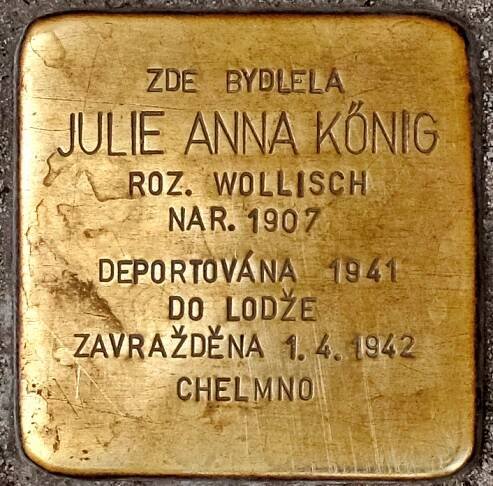 ZDE BYDLELA
JULIE ANNA KŐNIG
ROZ. WOLLISCH
NAR. 1907
DEPORTOVÁNA 1941
DO LODŽE
ZAVRAŽDĚNA 1. 4. 1942
CHELMNO